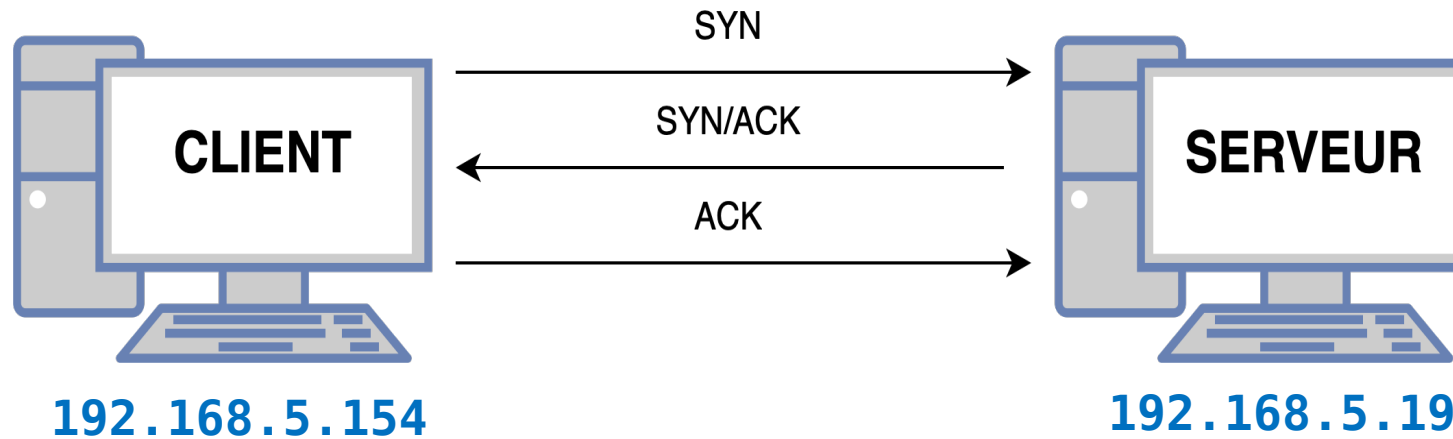 SYN
SYN/ACK
ACK
CLIENT
SERVEUR
192.168.5.154
192.168.5.19